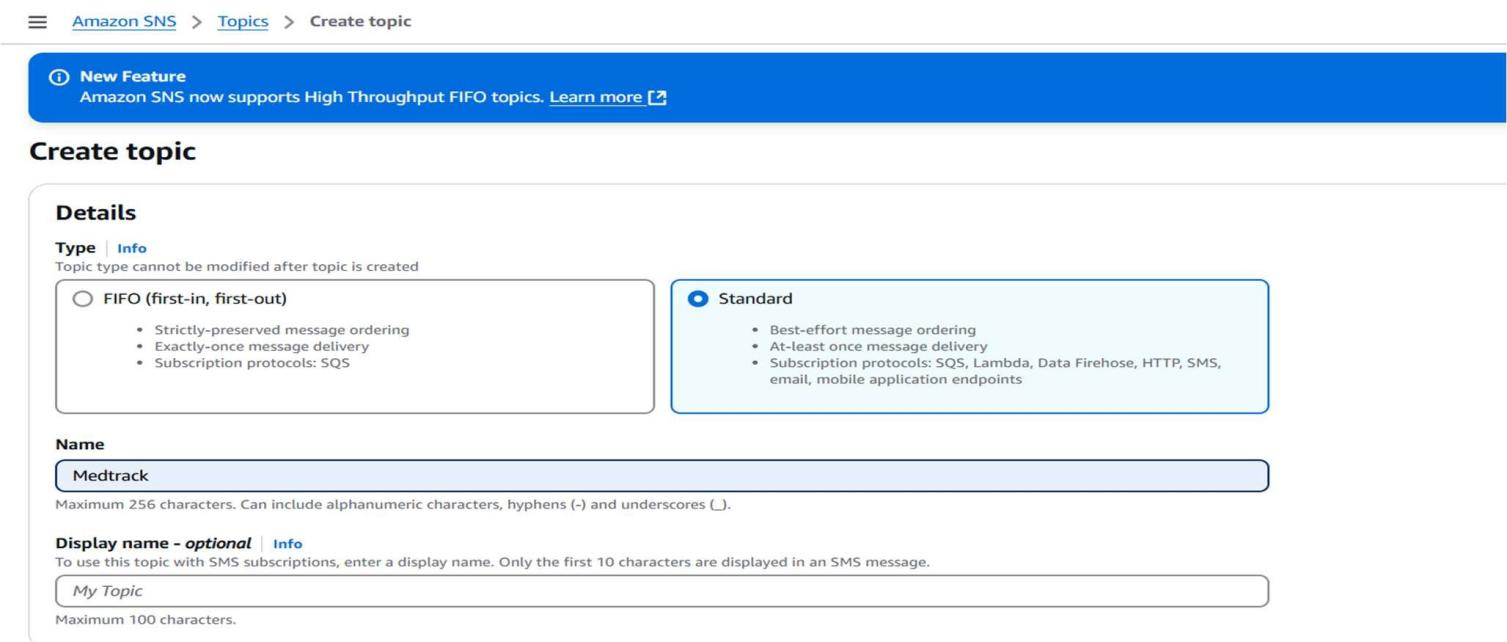 Amazon SNS > Topics > Create topic
New Feature
Amazon SNS now supports High Throughput FIFO topics. Learn more
Create topic
Details
Type | Info
Topic type cannot be modified after topic is created
FIFO (first-in, first-out)
• Strictly-preserved message ordering
• Exactly-once message delivery
• Subscription protocols: SQS
Standard
• Best-effort message ordering
• At-least once message delivery
• Subscription protocols: SQS, Lambda, Data Firehose, HTTP, SMS,
email, mobile application endpoints
Name
Medtrack
Maximum 256 characters. Can include alphanumeric characters, hyphens (-) and underscores (_).
Display name - optional | Info
To use this topic with SMS subscriptions, enter a display name. Only the first 10 characters are displayed in an SMS message.
My Topic
Maximum 100 characters.